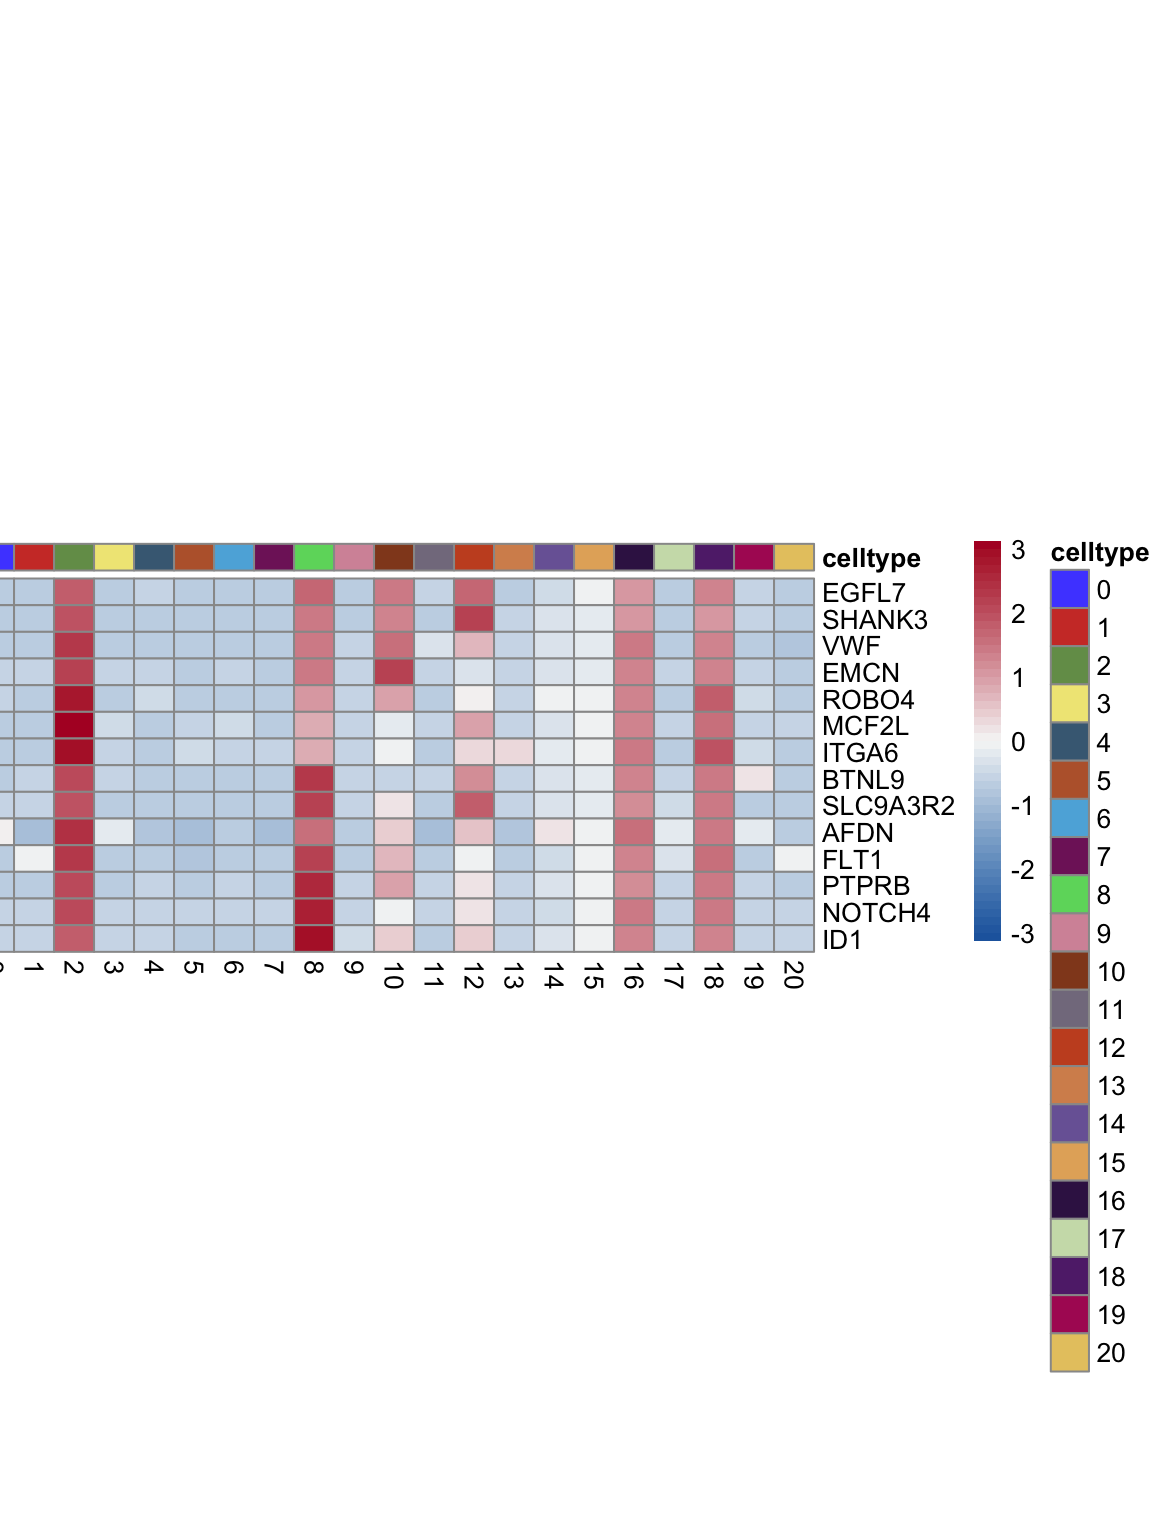 celltype
EGFL7
SHANK3
VWF
EMCN
ROBO4
MCF2L
ITGA6
BTNL9
SLC9A3R2
AFDN
FLT1
PTPRB
NOTCH4
ID1
1 2 3 4 5 6 7 8 9 10 11 12 13 14 15 16 17 18 19 20
3
2
1
0
-1
-2
-3
celltype
0
1
2
3
4
5
6
7
8
9
10
11
12
13
14
15
16
17
18
19
20